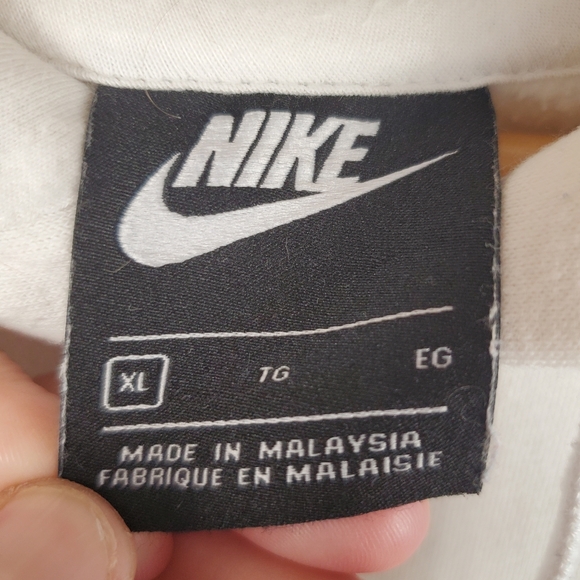 NIKE
XL TG EG
MADE IN MALAYSIA
FABRIQUE EN MALAISIE